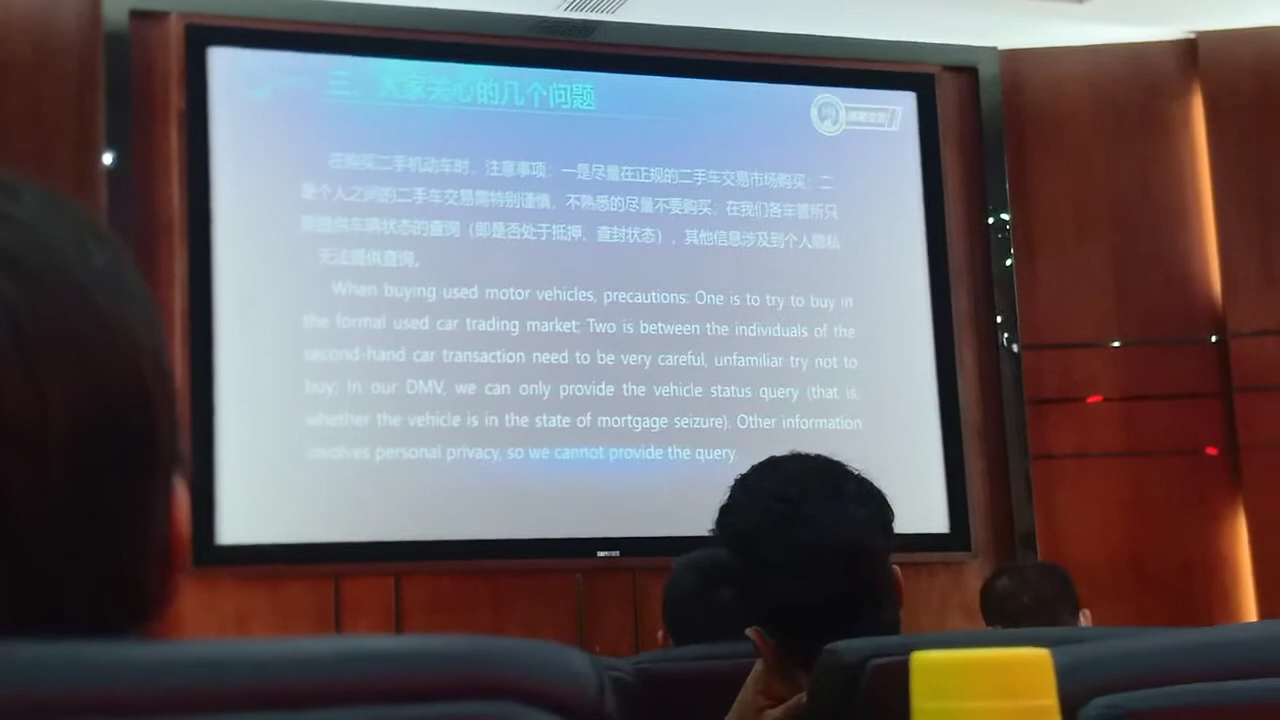 三、大家关心的几个问题
在购买二手机动车时，注意事项：一是尽量在正规的二手车交易市场购买；二
是个人之间的二手车交易需特别谨慎，不熟悉的尽量不要购买，在我们各车管所只
能提供车辆状态的查询（即是否处于抵押、查封状态），其他信息涉及到个人隐私
无法提供查询。
When buying used motor vehicles, precautions: One is to try to buy in
the formal used car trading market; Two is between the individuals of the
second-hand car transaction need to be very careful, unfamiliar try not to
buy; In our DMV, we can only provide the vehicle status query (that is,
whether the vehicle is in the state of mortgage seizure). Other information
involves personal privacy, so we cannot provide the query.